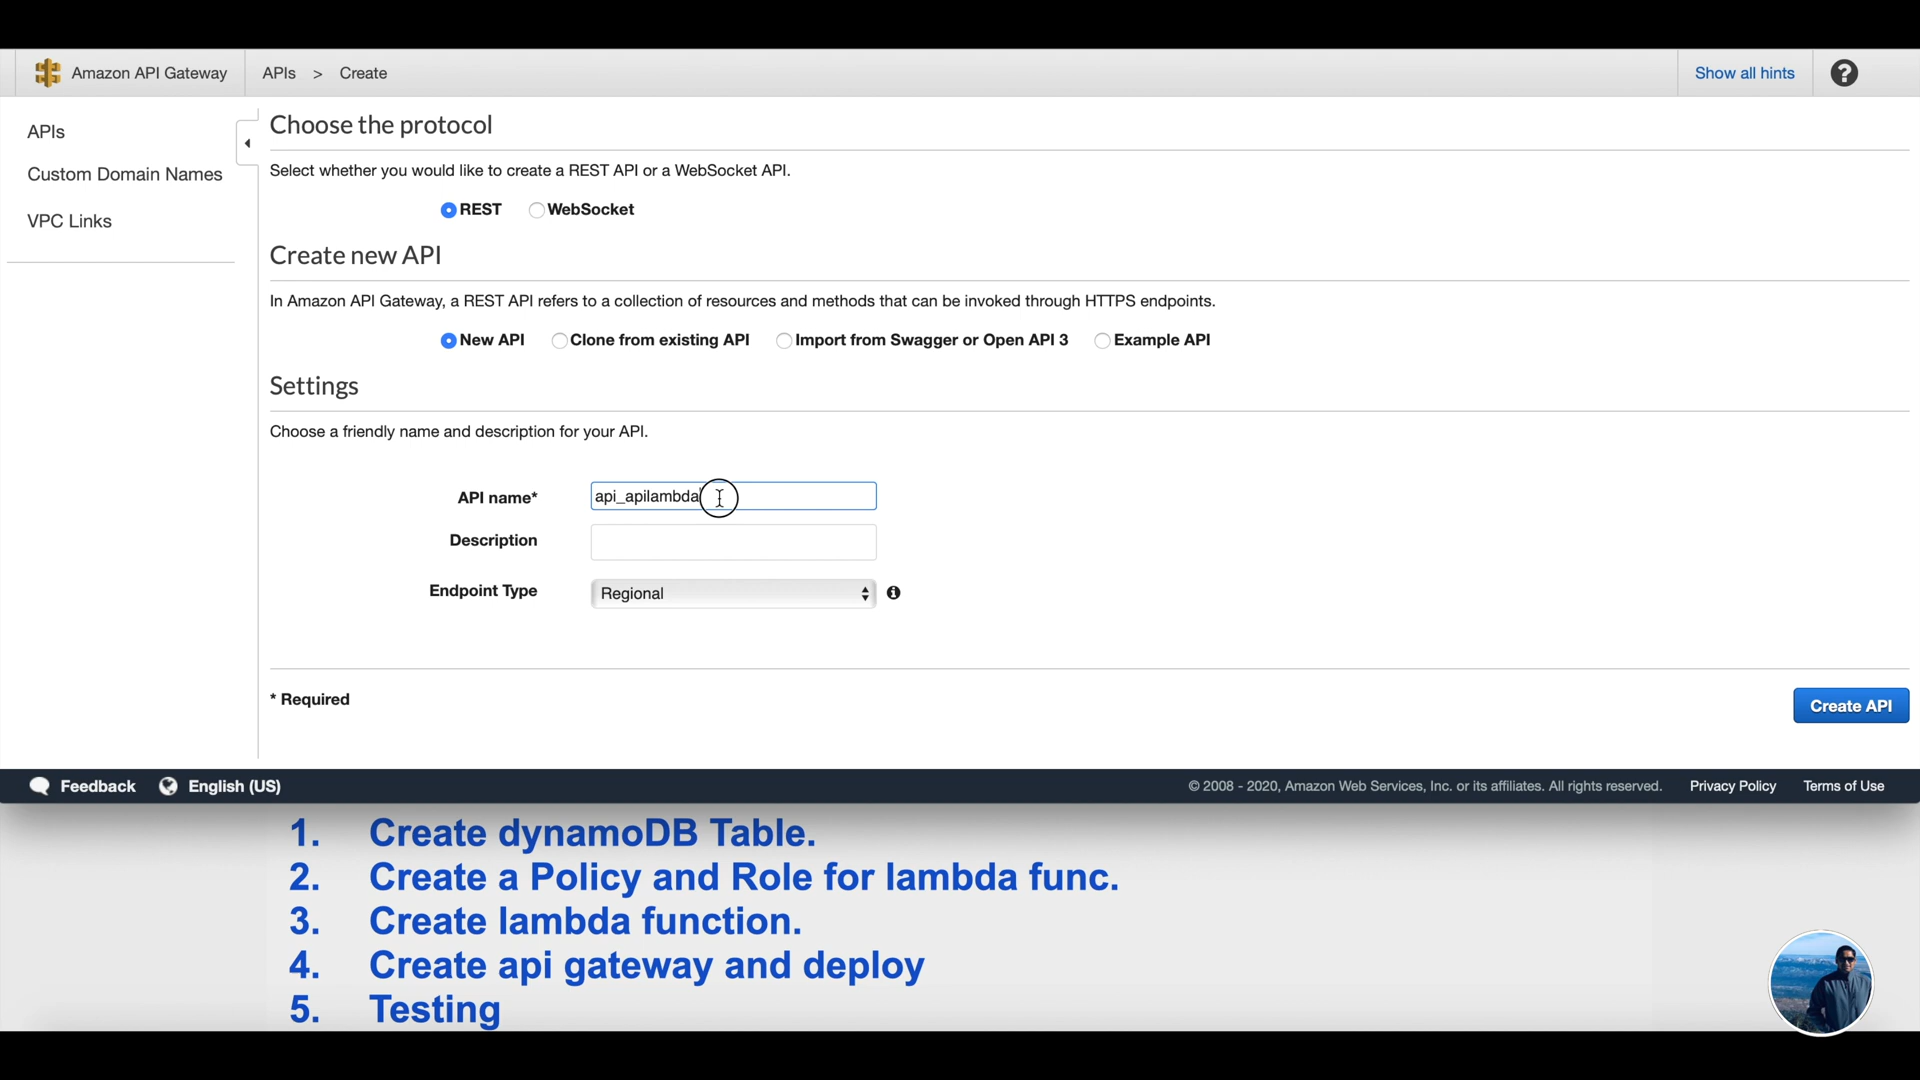 Amazon API Gateway APIs > Create Show all hints ?
APIs
Custom Domain Names
VPC Links
Choose the protocol
Select whether you would like to create a REST API or a WebSocket API.
REST WebSocket
Create new API
In Amazon API Gateway, a REST API refers to a collection of resources and methods that can be invoked through HTTPS endpoints.
New API Clone from existing API Import from Swagger or Open API 3 Example API
Settings
Choose a friendly name and description for your API.
API name* api_apilambda
Description
Endpoint Type Regional
* Required
Create API
Feedback English (US) © 2008 - 2020, Amazon Web Services, Inc. or its affiliates. All rights reserved. Privacy Policy Terms of Use
1. Create dynamoDB Table.
2. Create a Policy and Role for lambda func.
3. Create lambda function.
4. Create api gateway and deploy
5. Testing